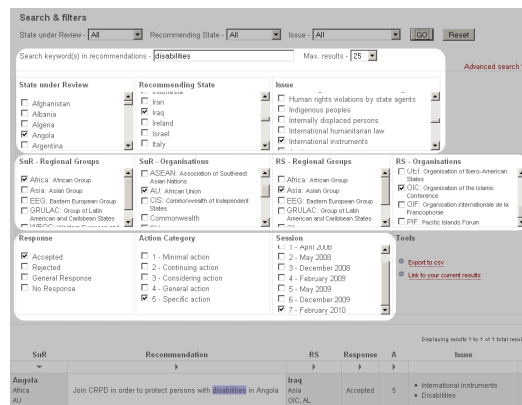 Search & filters
State under Review - All Recommending State - All Issue - All GO Reset
Search keyword(s) in recommendations - disabilities Max. results - 25
Advanced search
State under Review Recommending State Issue
Afghanistan
Albania
Algeria
Angola
Argentina
Iran
Iraq
Ireland
Israel
Italy
Human rights violations by state agents
Indigenous peoples
Internally displaced persons
International humanitarian law
International instruments
SuR - Regional Groups SuR - Organisations RS - Regional Groups RS - Organisations
Africa: African Group
Asia: Asian Group
EEG: Eastern European Group
GRULAC: Group of Latin
American and Caribbean States
ASEAN: Association of Southeast
Asian Nations
AU: African Union
CIS: Commonwealth of Independent
States
Commonwealth
Africa: African Group
Asia: Asian Group
EEG: Eastern European Group
GRULAC: Group of Latin
American and Caribbean States
OEI: Organisation of Ibero-American
States
OIC: Organisation of the Islamic
Conference
OIF: Organisation internationale de la
Francophonie
PIF: Pacific Islands Forum
Response Action Category Session Tools
Accepted
Rejected
General Response
No Response
1 - Minimal action
2 - Continuing action
3 - Considering action
4 - General action
5 - Specific action
1 - April 2008
2 - May 2008
3 - December 2008
4 - February 2009
5 - May 2009
6 - December 2009
7 - February 2010
Export to csv
Link to your current results
Displaying results 1 to 1 of 1 total
SuR Recommendation RS Response A Issue
Angola
Africa
AU
Join CRPD in order to protect persons with disabilities in Angola
Iraq
Asia
OIC, AL
Accepted
5
International instruments
Disabilities